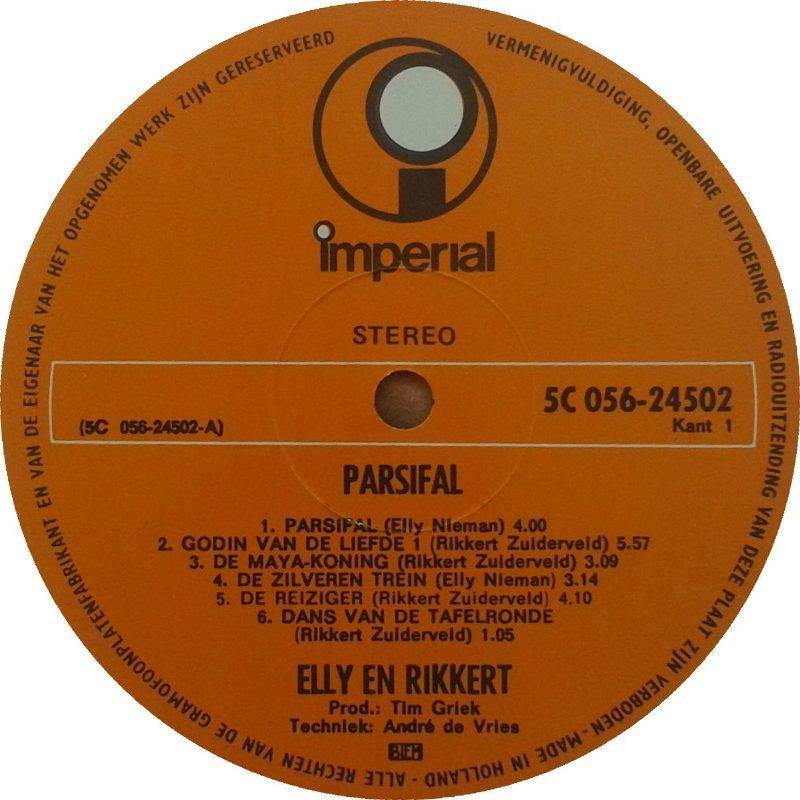 ALLE RECHTEN VAN DE GRAMOFOONPLATENFABRIKANT EN VAN DE EIGENAAR VAN HET OPGENOMEN WERK ZIJN GERESERVEERD
VERMENIGVULDIGING, OPENBARE UITVOERING EN RADIOUITZENDING VAN DEZE PLAAT ZIJN VERBODEN - MADE IN HOLLAND -
imperial
STEREO
5C 056-24502
(5C 056-24502-A)
Kant 1
PARSIFAL
1. PARSIFAL (Elly Nieman) 4.00
2. GODIN VAN DE LIEFDE 1 (Rikkert Zuiderveld) 5.57
3. DE MAYA-KONING (Rikkert Zuiderveld) 3.09
4. DE ZILVEREN TREIN (Elly Nieman) 3.14
5. DE REIZIGER (Rikkert Zuiderveld) 4.10
6. DANS VAN DE TAFELRONDE
(Rikkert Zuiderveld) 1.05
ELLY EN RIKKERT
Prod.: Tim Griek
Techniek: André de Vries
BIEM